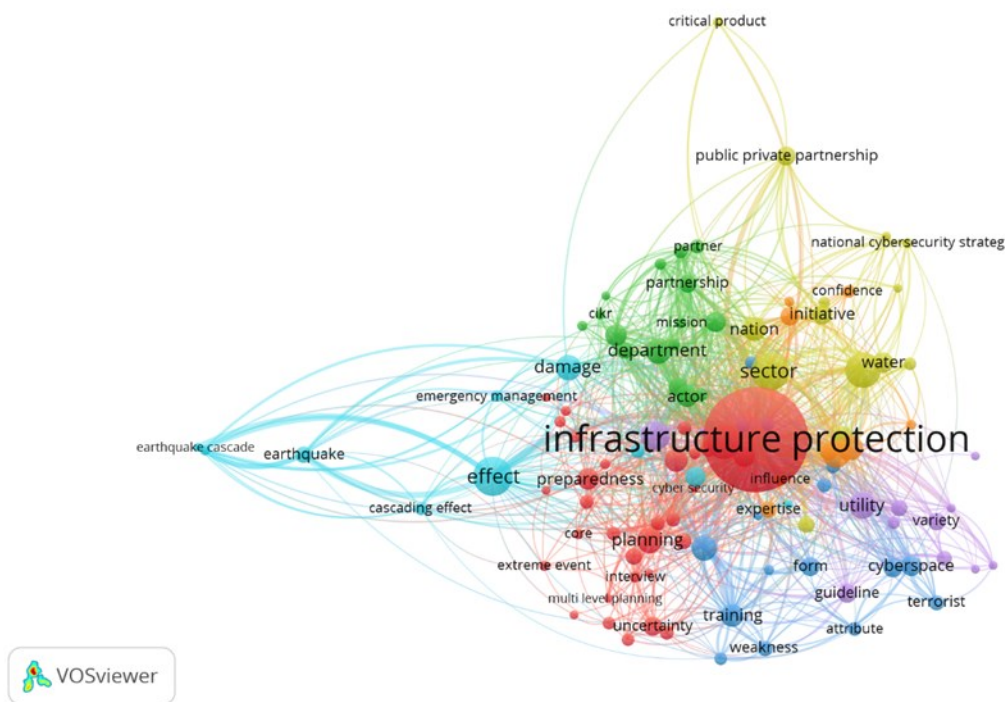 critical product
public private partnership
national cybersecurity strateg
partner
partnership
confidence
cikr
mission
initiative
nation
department
damage
sector
water
emergency management
actor
infrastructure protection
earthquake cascade
earthquake
effect
preparedness
influence
cyber security
cascading effect
expertise
utility
variety
core
planning
extreme event
interview
form
cyberspace
multi level planning
guideline
terrorist
training
uncertainty
attribute
weakness
VOSviewer